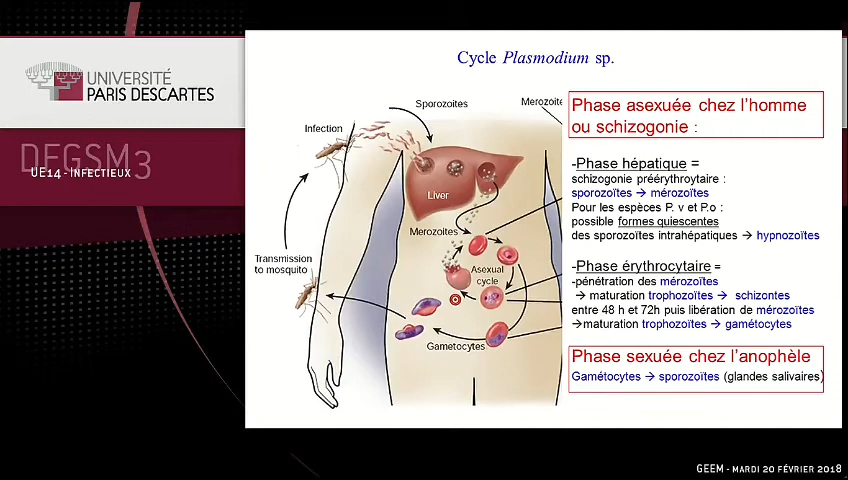 UNIVERSITÉ
PARIS DESCARTES
DFGSM3
UE14 - INFECTIEUX
Cycle Plasmodium sp.
Sporozoites
Infection
Liver
Merozoites
Asexual
cycle
Transmission
to mosquito
Gametocytes
Merozoite
Phase asexuée chez l'homme
ou schizogonie :
-Phase hépatique =
schizogonie préérythroytaire :
sporozoïtes → mérozoïtes
Pour les espèces P. v et P.o :
possible formes quiescentes
des sporozoïtes intrahépatiques → hypnozoïtes
-Phase érythrocytaire =
-pénétration des mérozoïtes
→ maturation trophozoïtes → schizontes
entre 48 h et 72h puis libération de mérozoïtes
→maturation trophozoïtes → gamétocytes
Phase sexuée chez l'anophèle
Gamétocytes → sporozoïtes (glandes salivaires)
GEEM - MARDI 20 FÉVRIER 2018